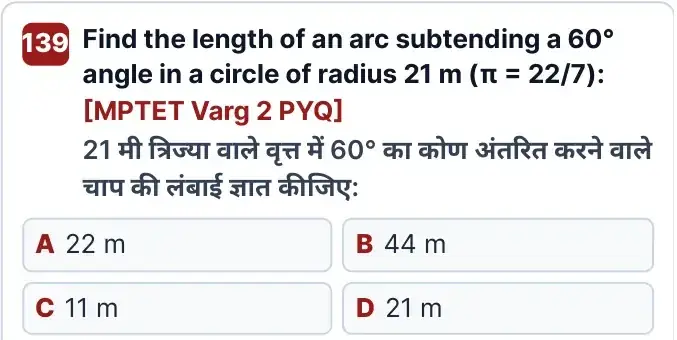 139 Find the length of an arc subtending a 60°
angle in a circle of radius 21 m (π = 22/7):
[MPTET Varg 2 PYQ]
21 मी त्रिज्या वाले वृत्त में 60° का कोण अंतरित करने वाले
चाप की लंबाई ज्ञात कीजिए:
A 22 m B 44 m
C 11 m D 21 m